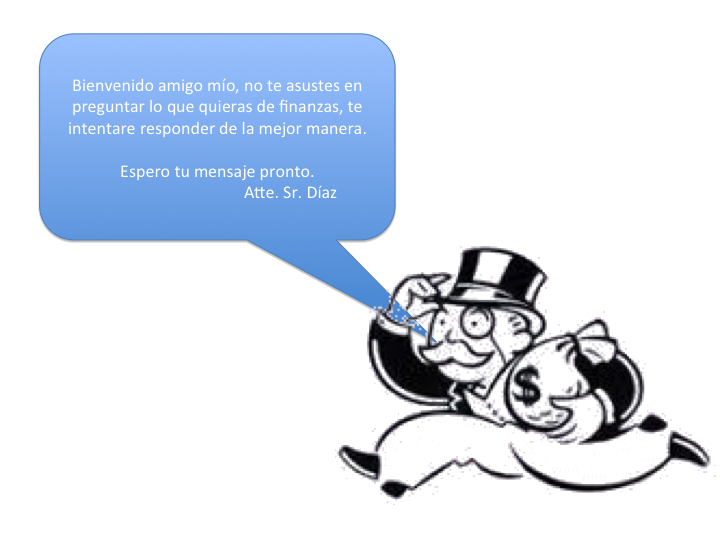 Bienvenido amigo mío, no te asustes en
preguntar lo que quieras de finanzas, te
intentare responder de la mejor manera.
Espero tu mensaje pronto.
Atte. Sr. Díaz
$